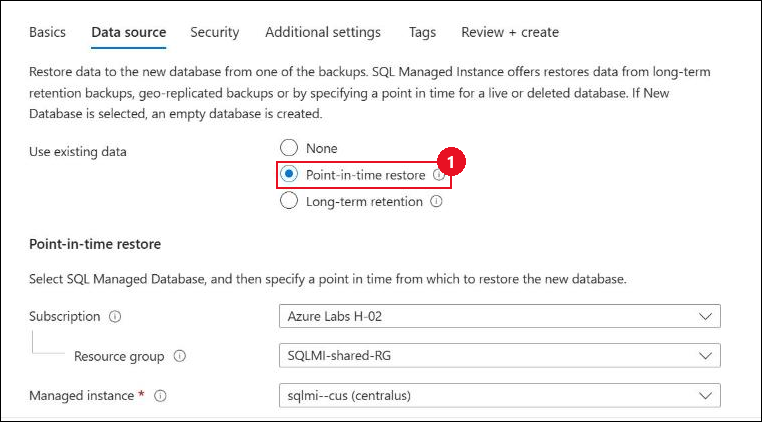 Basics Data source Security Additional settings Tags Review + create
Restore data to the new database from one of the backups. SQL Managed Instance offers restores data from long-term
retention backups, geo-replicated backups or by specifying a point in time for a live or deleted database. If New
Database is selected, an empty database is created.
Use existing data
None
Point-in-time restore
1
Long-term retention
Point-in-time restore
Select SQL Managed Database, and then specify a point in time from which to restore the new database.
Subscription Azure Labs H-02
Resource group SQLMI-shared-RG
Managed instance * sqlmi--cus (centralus)